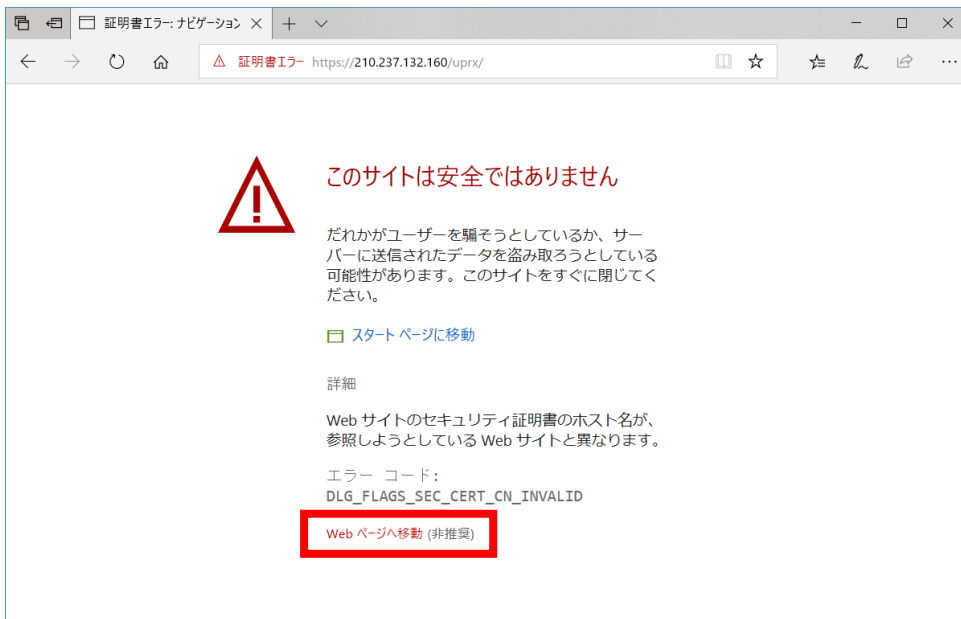 証明書エラー: ナビゲーション
証明書エラー https://210.237.132.160/uprx/
このサイトは安全ではありません
だれかがユーザーを騙そうとしているか、サー
バーに送信されたデータを盗み取ろうとしている
可能性があります。このサイトをすぐに閉じてく
ださい。
スタート ページに移動
詳細
Web サイトのセキュリティ証明書のホスト名が、
参照しようとしている Web サイトと異なります。
エラー コード:
DLG_FLAGS_SEC_CERT_CN_INVALID
Web ページへ移動 (非推奨)